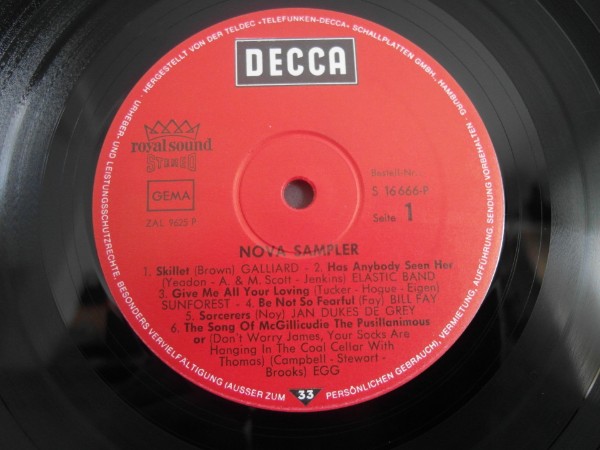 · HERGESTELLT VON DER TELDEC »TELEFUNKEN-DECCA« SCHALLPLATTEN GMBH., HAMBURG ·
URHEBER- UND LEISTUNGSSCHUTZRECHTE, BESONDERS VERVIELFÄLTIGUNG (AUSSER ZUM PERSÖNLICHEN GEBRAUCH), VERMIETUNG, AUFFÜHRUNG, SENDUNG VORBEHALTEN
DECCA
royal sound
STEREO
GEMA
ZAL 9625 P
Bestell-Nr.
S 16 666-P
Seite 1
NOVA SAMPLER
1. Skillet (Brown) GALLIARD - 2. Has Anybody Seen Her
(Yeadon - A. & M. Scott - Jenkins) ELASTIC BAND
3. Give Me All Your Loving (Tucker - Hogue - Eigen)
SUNFOREST - 4. Be Not So Fearful (Fay) BILL FAY
5. Sorcerers (Noy) JAN DUKES DE GREY
6. The Song Of McGillicudie The Pusillanimous
or (Don't Worry James, Your Socks Are
Hanging In The Coal Cellar With
Thomas) (Campbell - Stewart -
Brooks) EGG
33